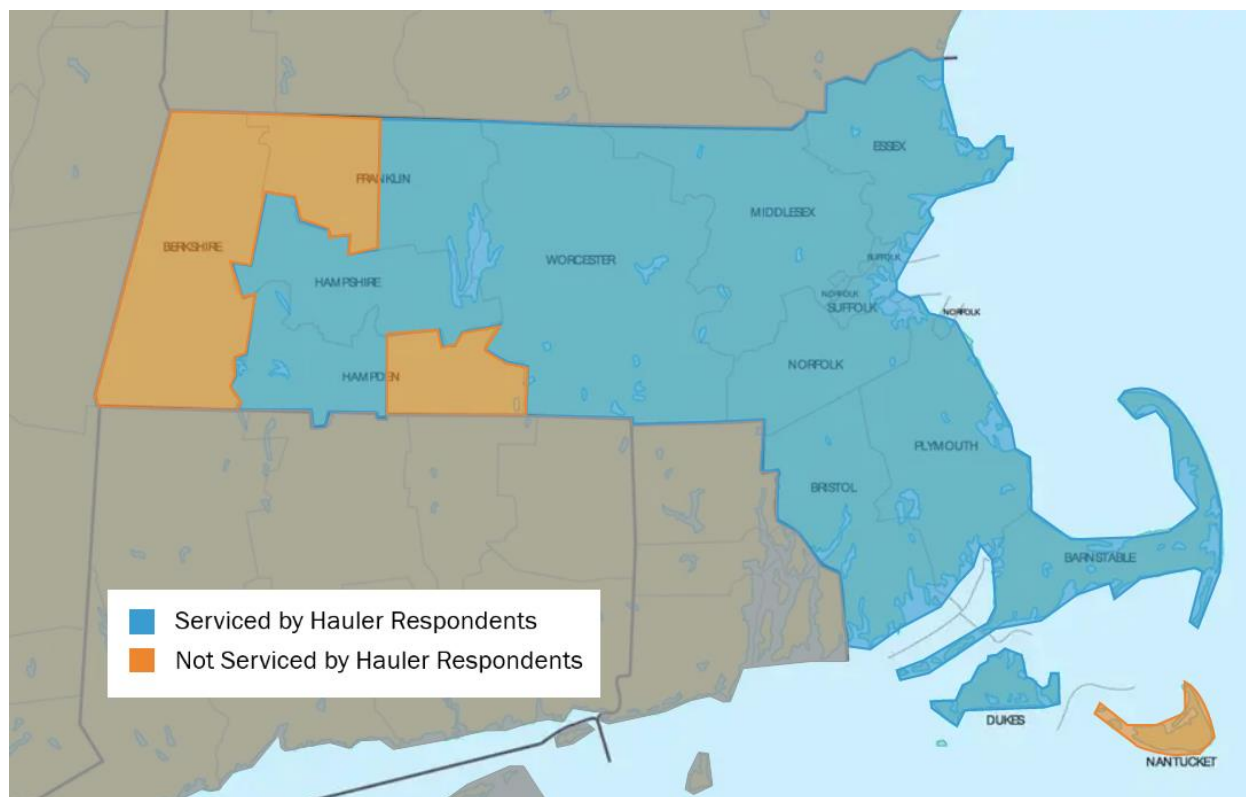 ESSEX
FRANKLIN
MIDDLESEX
BERKSHIRE
SUFFOLK
WORCESTER
HAMPSHIRE
NORFOLK
SUFFOLK
NORFOLK
NORFOLK
HAMPDEN
PLYMOUTH
BRISTOL
BARNSTABLE
Serviced by Hauler Respondents
Not Serviced by Hauler Respondents
DUKES
NANTUCKET